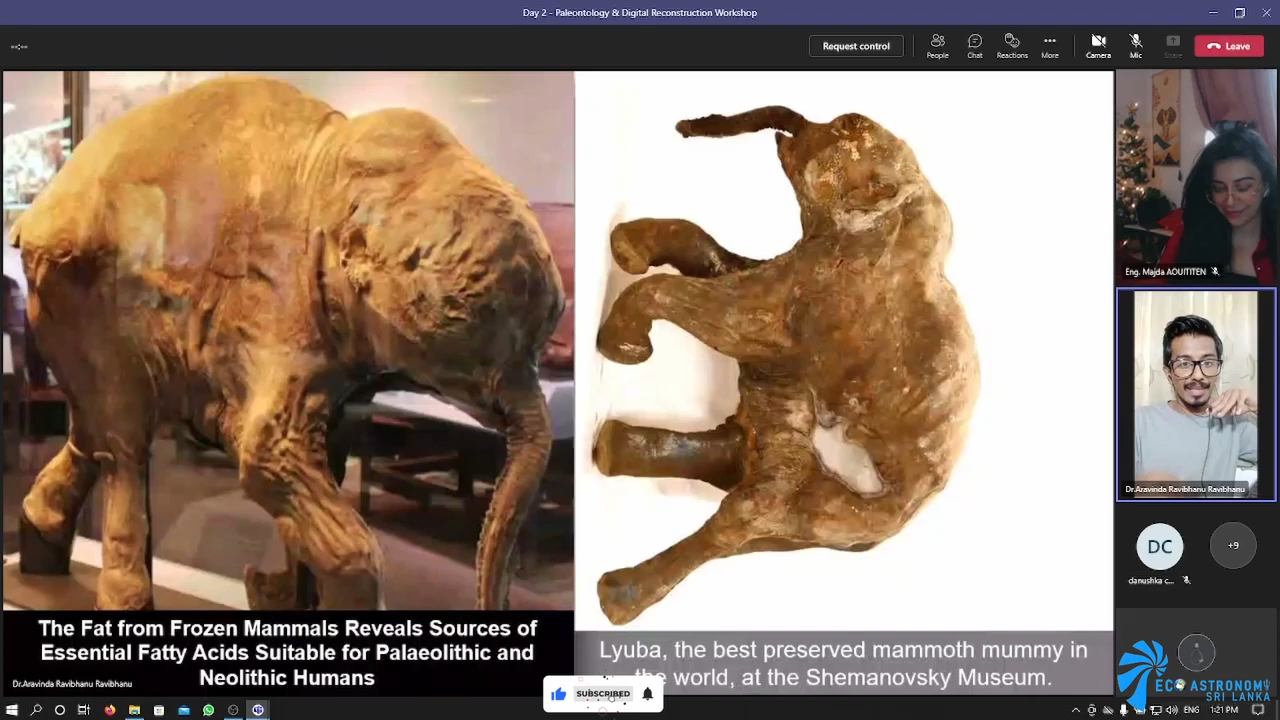 Day 2 - Paleontology & Digital Reconstruction Workshop
Request control
People
Chat
Reactions
More
Camera
Mic
Share
Leave
Eng. Majda AOUITITEN
Dr.Aravinda Ravibhanu Ravibhanu
DC
+9
danushka c...
The Fat from Frozen Mammals Reveals Sources of
Essential Fatty Acids Suitable for Palaeolithic and
Neolithic Humans
Dr.Aravinda Ravibhanu Ravibhanu
Lyuba, the best preserved mammoth mummy in
the world, at the Shemanovsky Museum.
SUBSCRIBED
ECO ASTRONOMY
SRI LANKA
ENG
1:21 PM